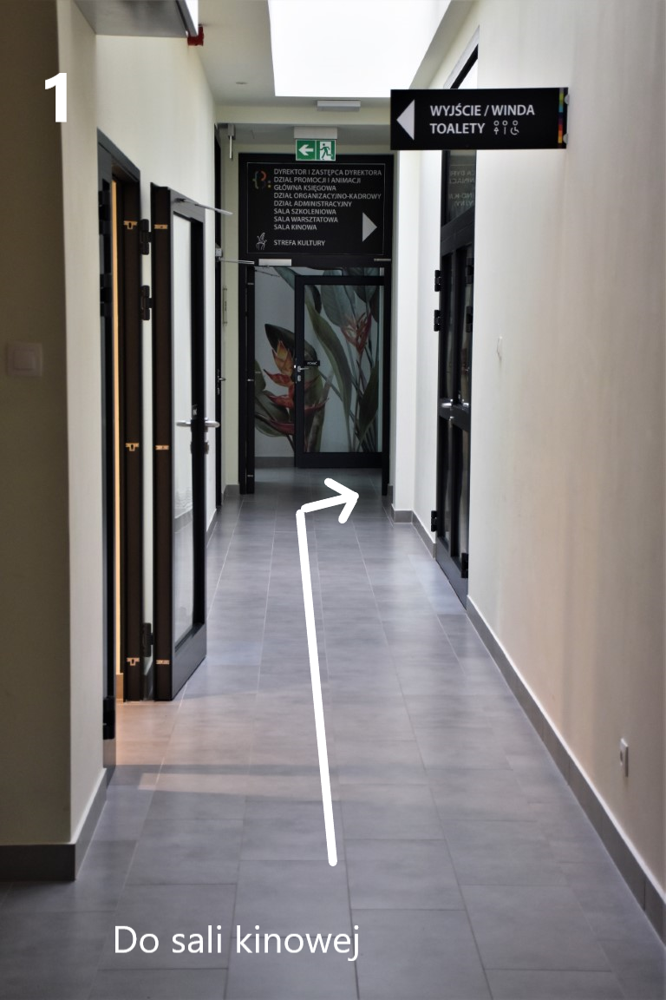 1
WYJŚCIE / WINDA
TOALETY
DYREKTOR I ZASTĘPCA DYREKTORA
DZIAŁ PROMOCJI I ANIMACJI
GŁÓWNA KSIĘGOWA
DZIAŁ ORGANIZACYJNO-KADROWY
DZIAŁ ADMINISTRACYJNY
SALA SZKOLENIOWA
SALA WARSZTATOWA
SALA KINOWA
STREFA KULTURY
Do sali kinowej